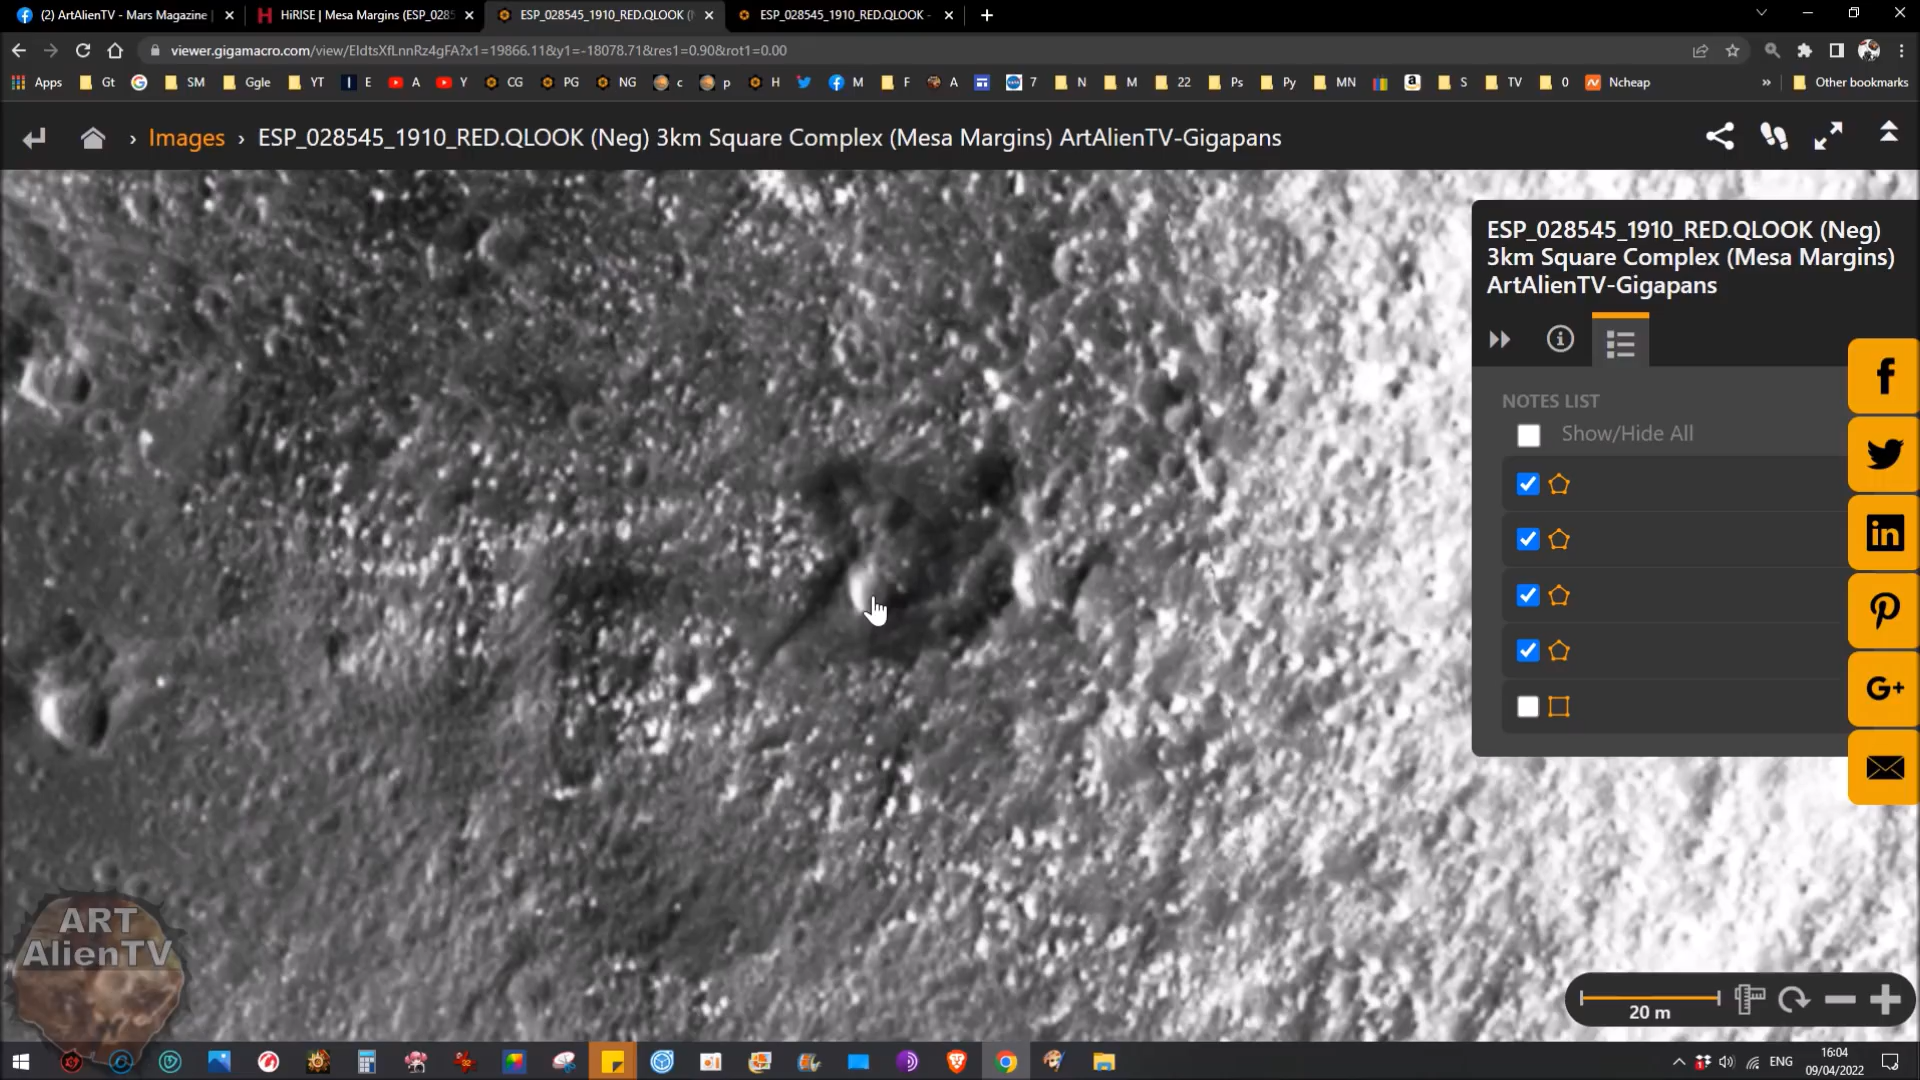 (2) ArtAlienTV - Mars Magazine
HiRISE | Mesa Margins (ESP_0285
ESP_028545_1910_RED.QLOOK (
ESP_028545_1910_RED.QLOOK -
viewer.gigamacro.com/view/EIdtsXfLnnRz4gFA?x1=19866.11&y1=-18078.71&res1=0.90&rot1=0.00
Apps Gt SM Ggle YT E A Y CG PG NG c p H M F A 7 N M 22 Ps Py MN S TV 0 Ncheap » Other bookmarks
› Images › ESP_028545_1910_RED.QLOOK (Neg) 3km Square Complex (Mesa Margins) ArtAlienTV-Gigapans
ESP_028545_1910_RED.QLOOK (Neg)
3km Square Complex (Mesa Margins)
ArtAlienTV-Gigapans
NOTES LIST
Show/Hide All
ART
AlienTV
20 m
ENG
16:04
09/04/2022